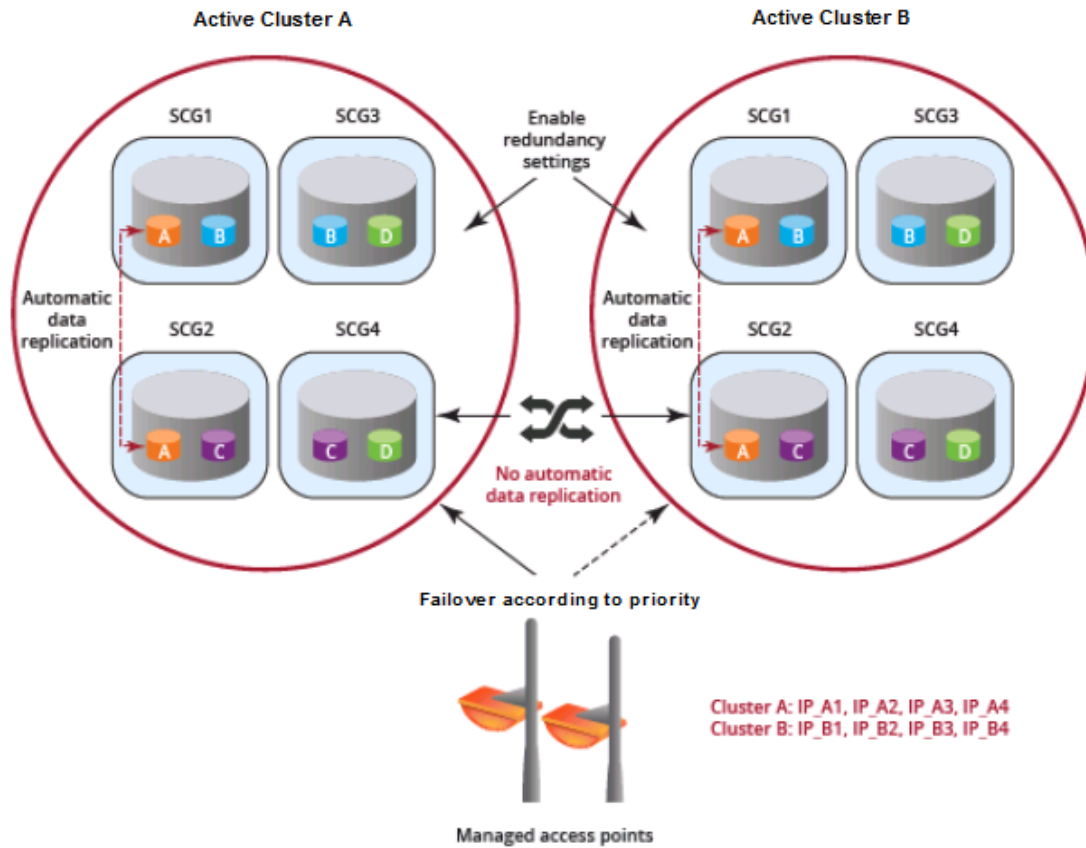 Active Cluster A
Active Cluster B
SCG1
SCG3
Enable
redundancy
settings
SCG1
SCG3
A
B
B
D
A
B
B
D
Automatic
data
replication
Automatic
data
replication
SCG2
SCG4
SCG2
SCG4
A
C
C
D
A
C
C
D
No automatic
data replication
Failover according to priority
Cluster A: IP_A1, IP_A2, IP_A3, IP_A4
Cluster B: IP_B1, IP_B2, IP_B3, IP_B4
Managed access points